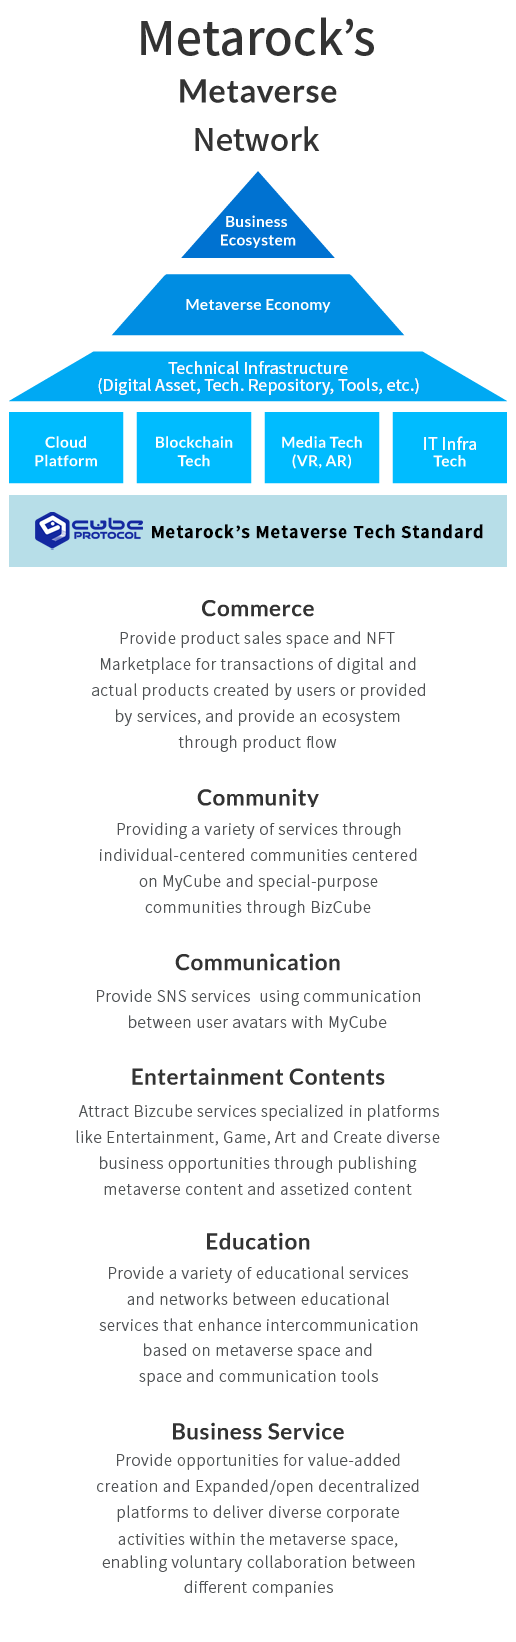 Metarock’s
Metaverse
Network
Business
Ecosystem
Metaverse Economy
Technical Infrastructure
(Digital Asset, Tech. Repository, Tools, etc.)
Cloud
Platform
Blockchain
Tech
Media Tech
(VR, AR)
IT Infra
Tech
cube
PROTOCOL
Metarock’s Metaverse Tech Standard
Commerce
Provide product sales space and NFT
Marketplace for transactions of digital and
actual products created by users or provided
by services, and provide an ecosystem
through product flow
Community
Providing a variety of services through
individual-centered communities centered
on MyCube and special-purpose
communities through BizCube
Communication
Provide SNS services  using communication
between user avatars with MyCube
Entertainment Contents
Attract Bizcube services specialized in platforms
like Entertainment, Game, Art and Create diverse
business opportunities through publishing
metaverse content and assetized content
Education
Provide a variety of educational services
and networks between educational
services that enhance intercommunication
based on metaverse space and
space and communication tools
Business Service
Provide opportunities for value-added
creation and Expanded/open decentralized
platforms to deliver diverse corporate
activities within the metaverse space,
enabling voluntary collaboration between
different companies